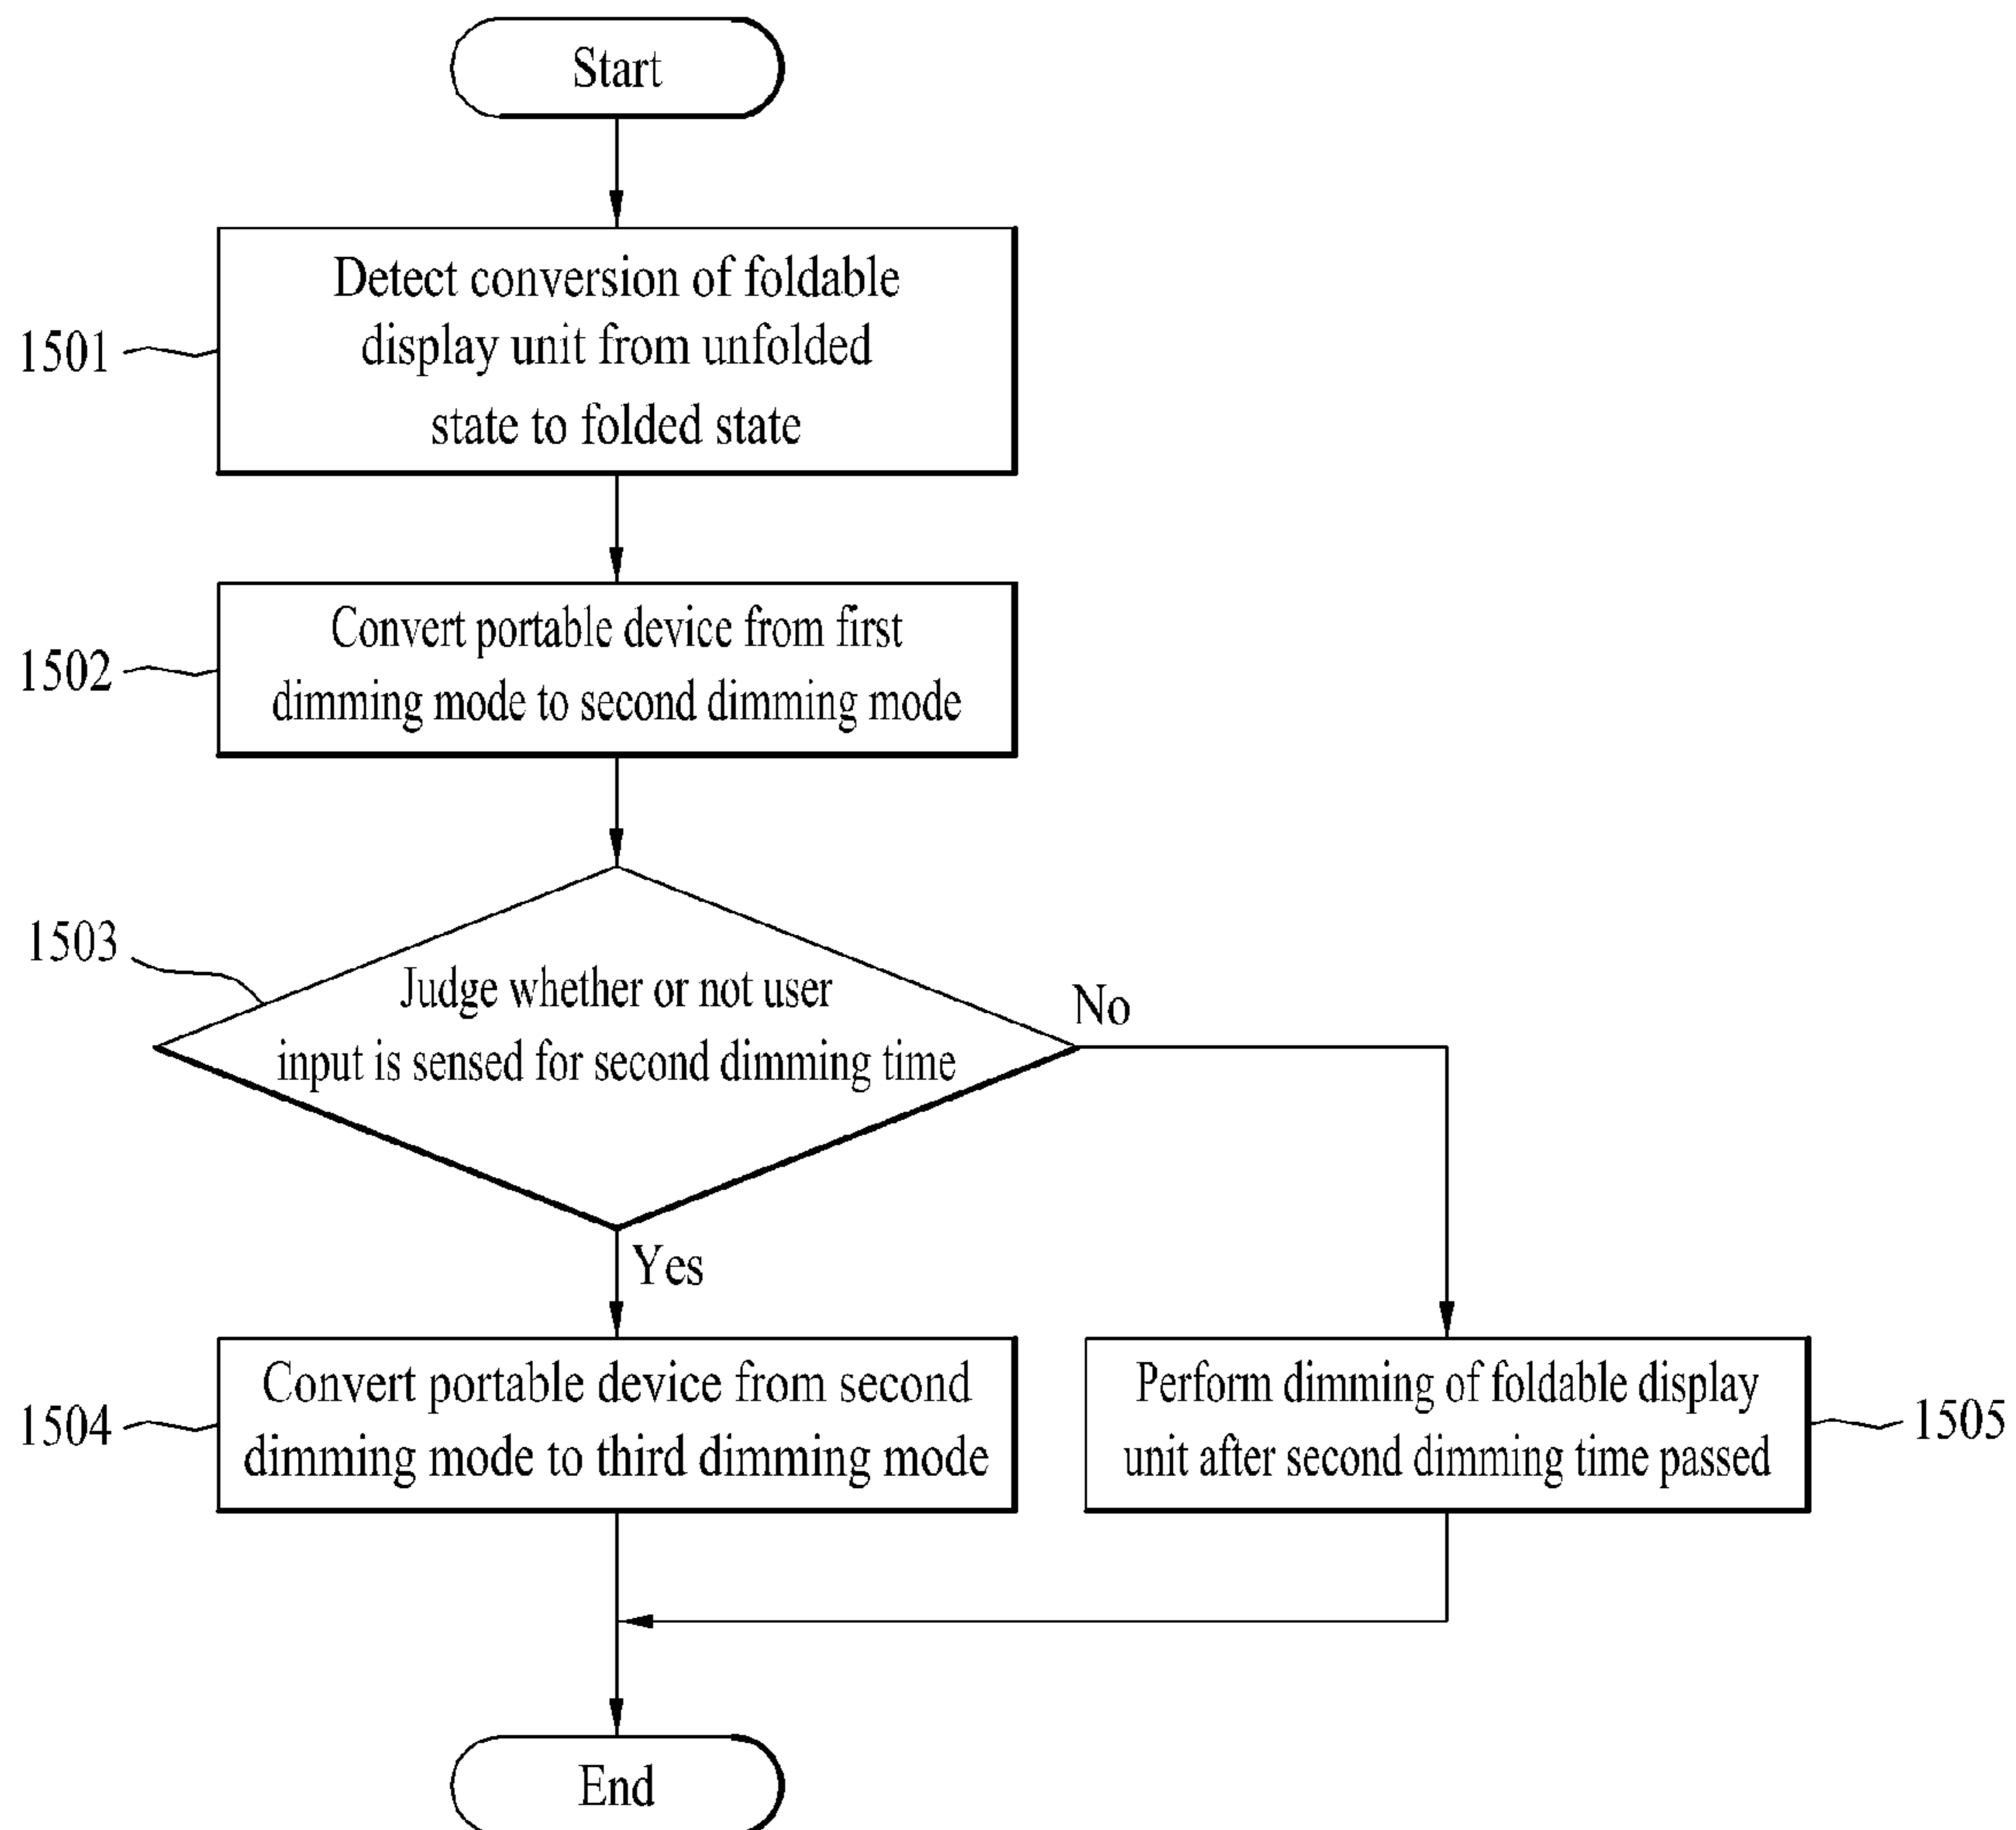 Start
1501
Detect conversion of foldable
display unit from unfolded
state to folded state
1502
Convert portable device from first
dimming mode to second dimming mode
1503
Judge whether or not user
input is sensed for second dimming time
No
Yes
1504
Convert portable device from second
dimming mode to third dimming mode
Perform dimming of foldable display
unit after second dimming time passed
1505
End